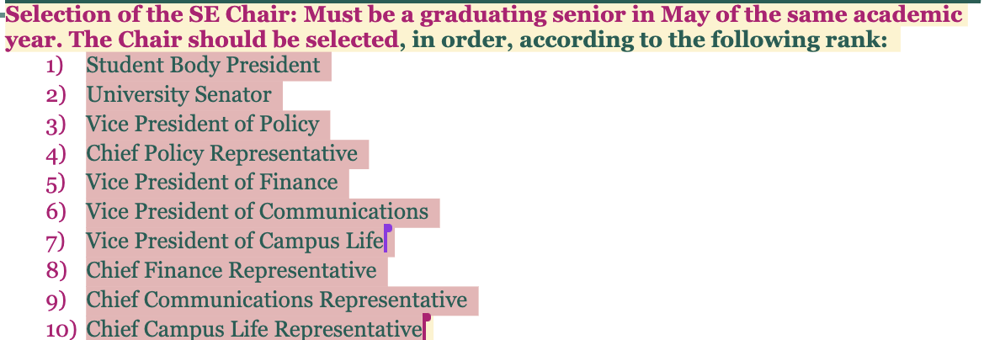 Selection of the SE Chair: Must be a graduating senior in May of the same academic
year. The Chair should be selected, in order, according to the following rank:
1) Student Body President
2) University Senator
3) Vice President of Policy
4) Chief Policy Representative
5) Vice President of Finance
6) Vice President of Communications
7) Vice President of Campus Life
8) Chief Finance Representative
9) Chief Communications Representative
10) Chief Campus Life Representative